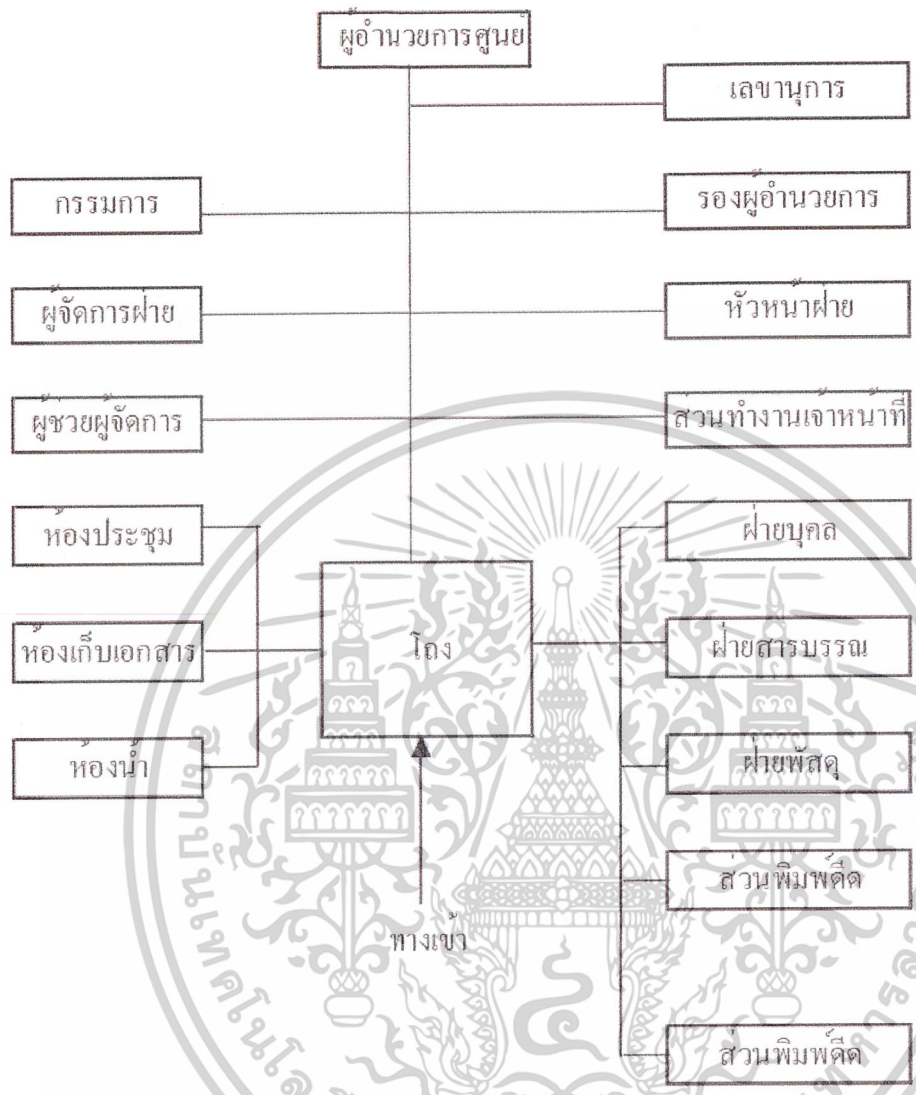 ผู้อำนวยการศูนย์
เลขานุการ
กรรมการ
รองผู้อำนวยการ
ผู้จัดการฝ่าย
หัวหน้าฝ่าย
ผู้ช่วยผู้จัดการ
ส่วนทำงานเจ้าหน้าที่
ห้องประชุม
ฝ่ายบุคล
ห้องเก็บเอกสาร
โถง
ฝ่ายสารบรรณ
ห้องน้ำ
ฝ่ายพัสดุ
ส่วนพิมพ์ดีด
ทางเข้า
ส่วนพิมพ์ดีด